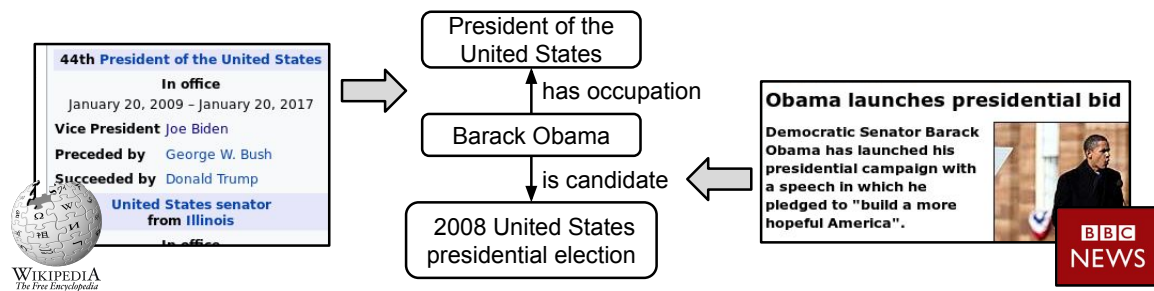 44th President of the United States
In office
January 20, 2009 – January 20, 2017
Vice President Joe Biden
Preceded by George W. Bush
Succeeded by Donald Trump
United States senator
from Illinois
In office
WIKIPEDIA
The Free Encyclopedia
President of the
United States
has occupation
Barack Obama
is candidate
2008 United States
presidential election
Obama launches presidential bid
Democratic Senator Barack
Obama has launched his
presidential campaign with
a speech in which he
pledged to "build a more
hopeful America".
BBC
NEWS